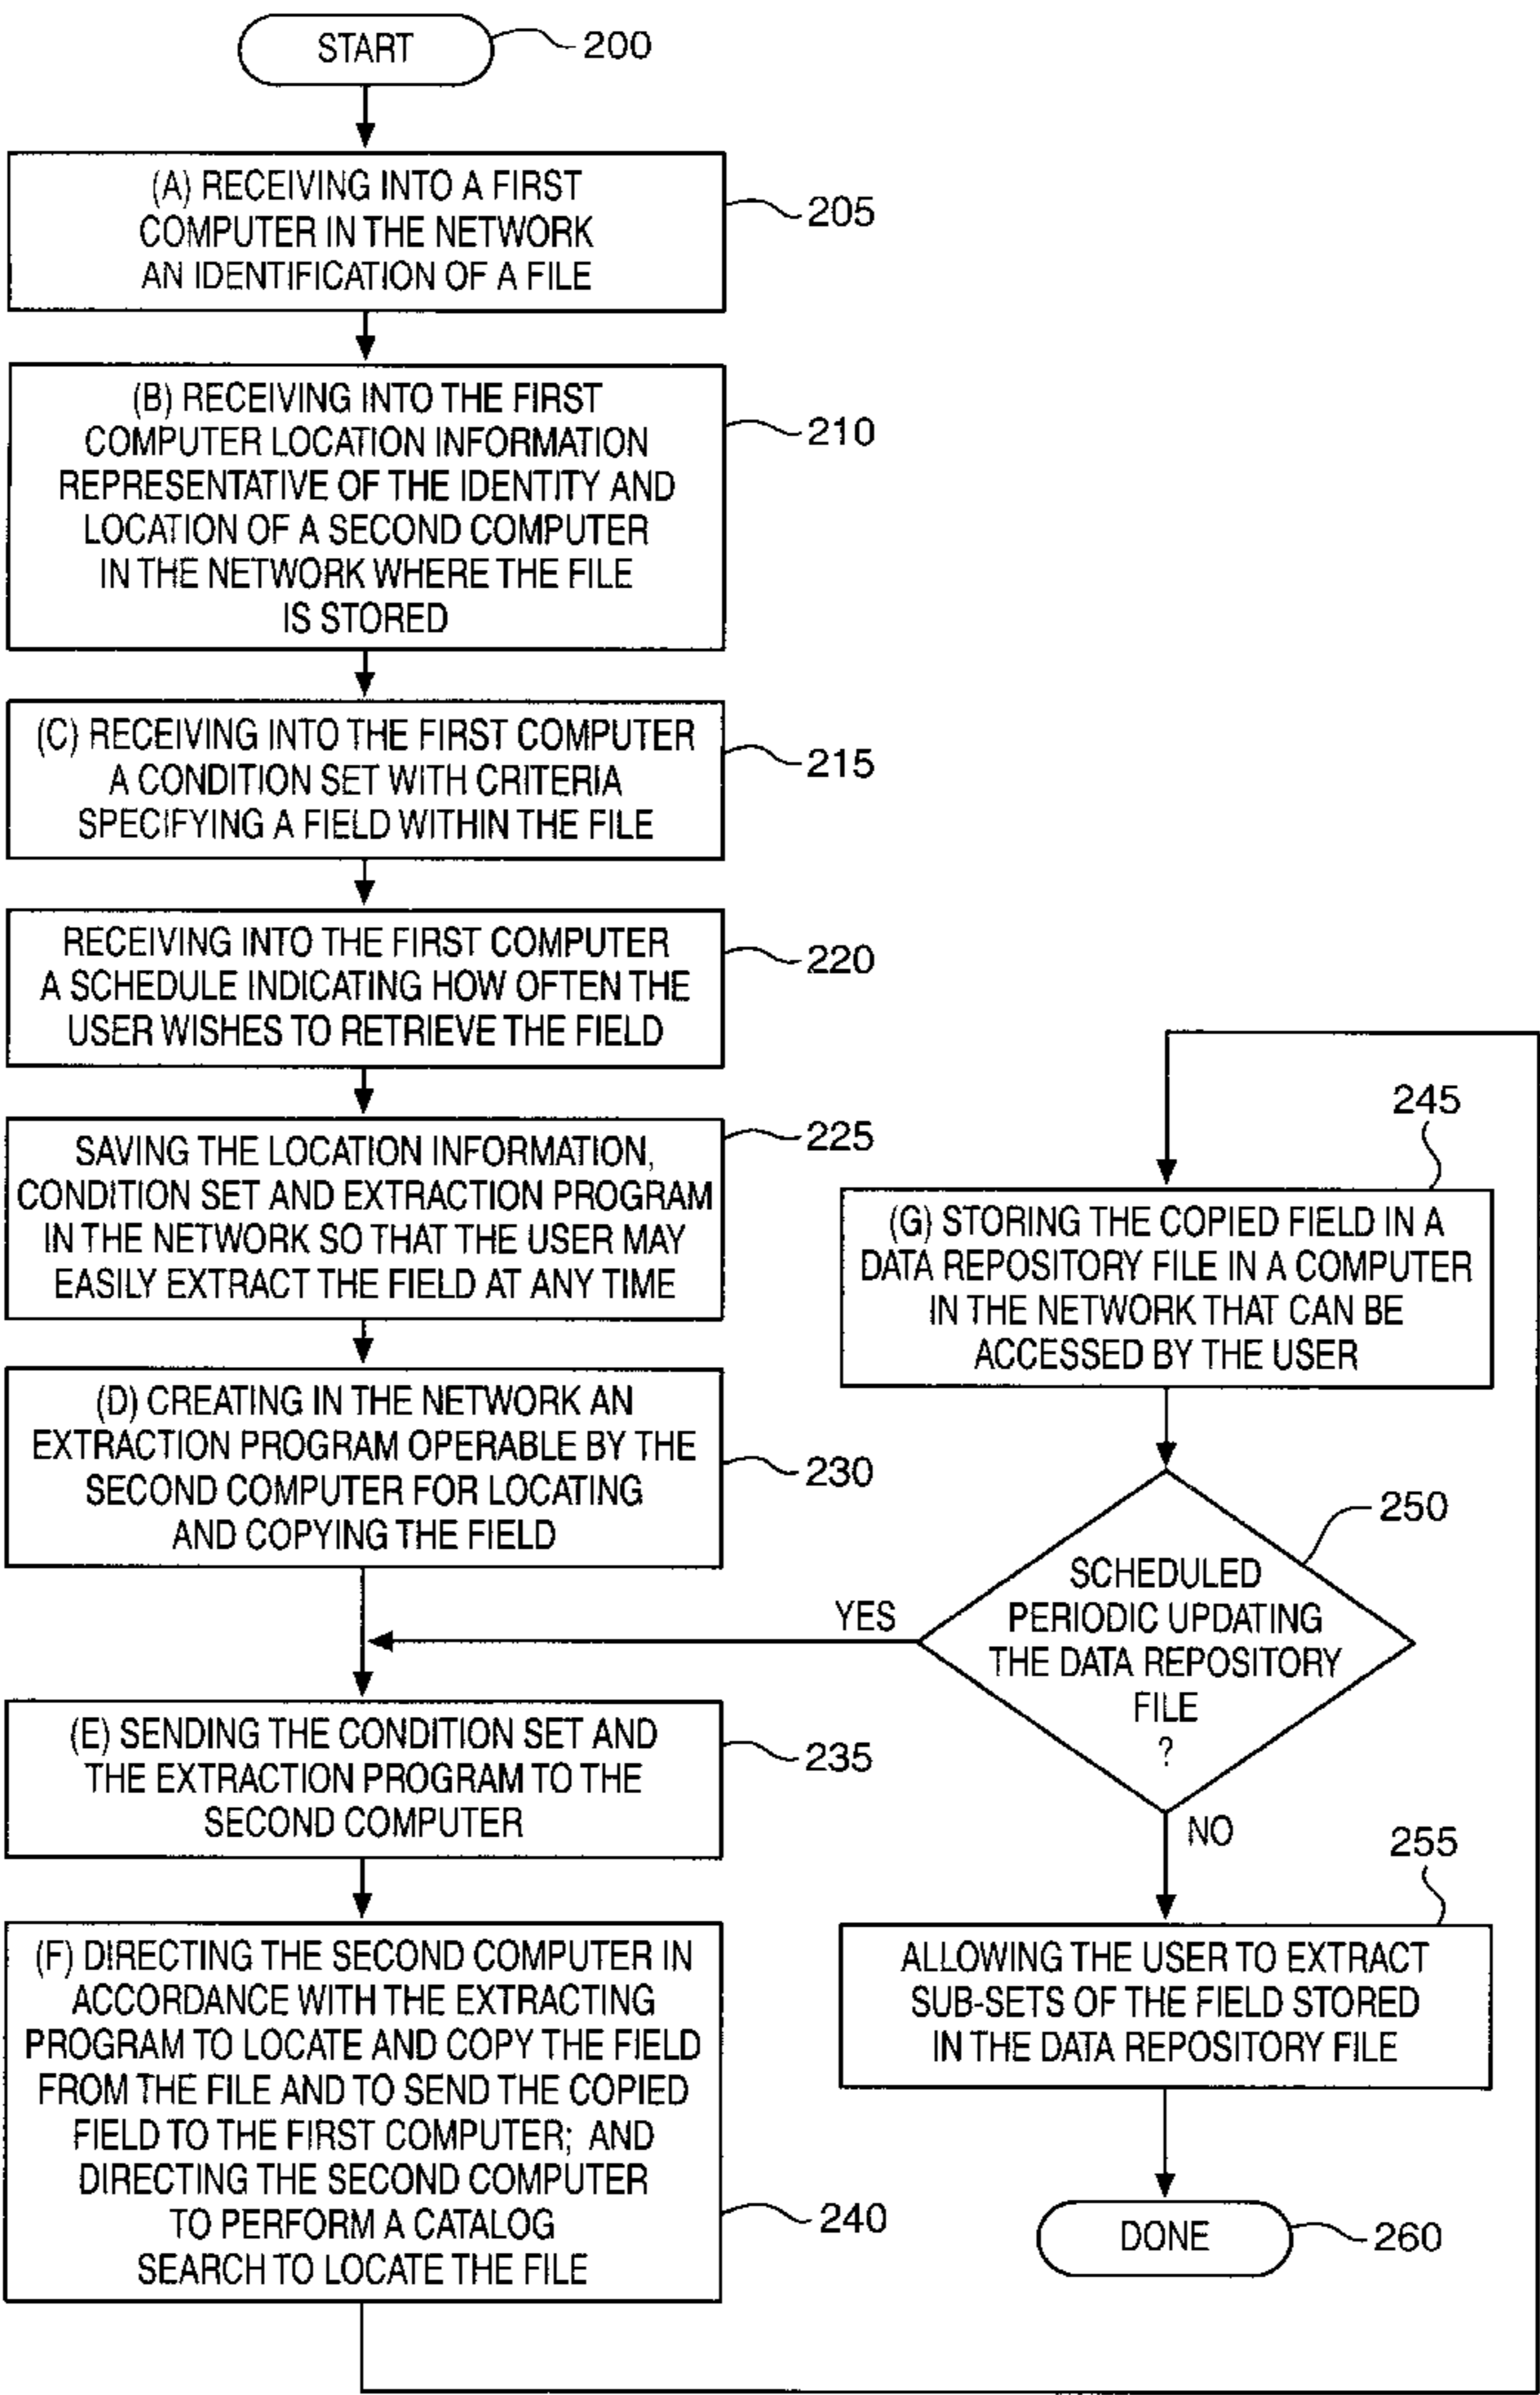 START
200
(A) RECEIVING INTO A FIRST
COMPUTER IN THE NETWORK
AN IDENTIFICATION OF A FILE
205
(B) RECEIVING INTO THE FIRST
COMPUTER LOCATION INFORMATION
REPRESENTATIVE OF THE IDENTITY AND
LOCATION OF A SECOND COMPUTER
IN THE NETWORK WHERE THE FILE
IS STORED
210
(C) RECEIVING INTO THE FIRST COMPUTER
A CONDITION SET WITH CRITERIA
SPECIFYING A FIELD WITHIN THE FILE
215
RECEIVING INTO THE FIRST COMPUTER
A SCHEDULE INDICATING HOW OFTEN THE
USER WISHES TO RETRIEVE THE FIELD
220
SAVING THE LOCATION INFORMATION,
CONDITION SET AND EXTRACTION PROGRAM
IN THE NETWORK SO THAT THE USER MAY
EASILY EXTRACT THE FIELD AT ANY TIME
225
(D) CREATING IN THE NETWORK AN
EXTRACTION PROGRAM OPERABLE BY THE
SECOND COMPUTER FOR LOCATING
AND COPYING THE FIELD
230
(E) SENDING THE CONDITION SET AND
THE EXTRACTION PROGRAM TO THE
SECOND COMPUTER
235
(F) DIRECTING THE SECOND COMPUTER IN
ACCORDANCE WITH THE EXTRACTING
PROGRAM TO LOCATE AND COPY THE FIELD
FROM THE FILE AND TO SEND THE COPIED
FIELD TO THE FIRST COMPUTER; AND
DIRECTING THE SECOND COMPUTER
TO PERFORM A CATALOG
SEARCH TO LOCATE THE FILE
240
245
(G) STORING THE COPIED FIELD IN A
DATA REPOSITORY FILE IN A COMPUTER
IN THE NETWORK THAT CAN BE
ACCESSED BY THE USER
250
SCHEDULED
PERIODIC UPDATING
THE DATA REPOSITORY
FILE
?
YES
NO
255
ALLOWING THE USER TO EXTRACT
SUB-SETS OF THE FIELD STORED
IN THE DATA REPOSITORY FILE
DONE
260